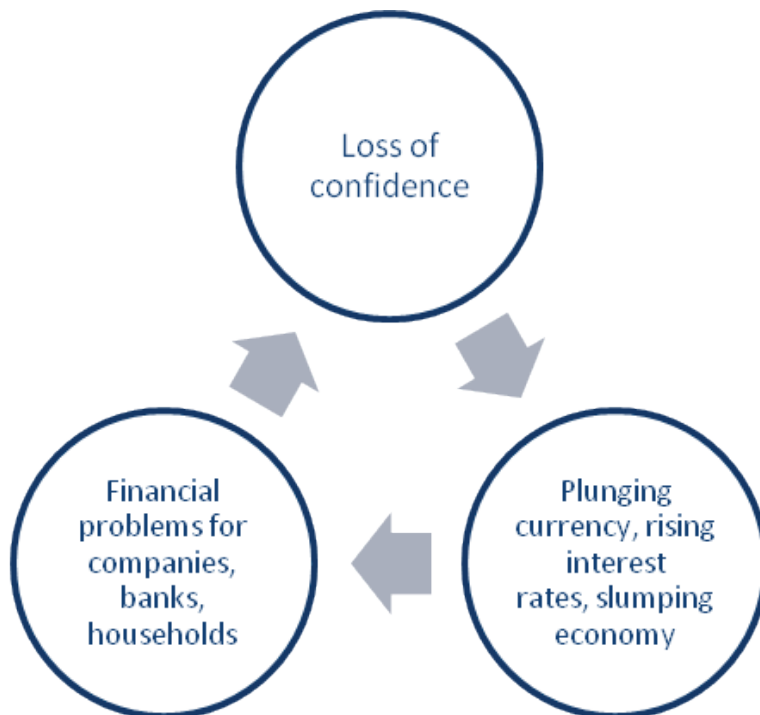 Loss of
confidence
Financial
problems for
companies,
banks,
households
Plunging
currency, rising
interest
rates, slumping
economy